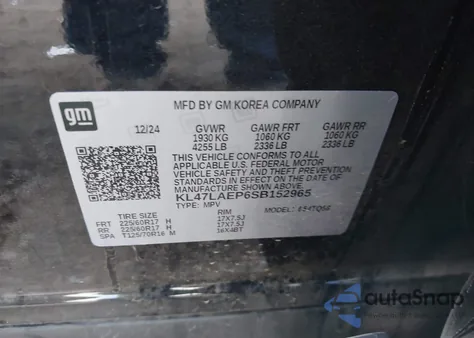 gm
MFD BY GM KOREA COMPANY
12/24 GVWR GAWR FRT GAWR RR
1930 KG 1060 KG 1060 KG
4255 LB 2336 LB 2336 LB
THIS VEHICLE CONFORMS TO ALL
APPLICABLE U.S. FEDERAL MOTOR
VEHICLE SAFETY AND THEFT
PREVENTION STANDARDS IN EFFECT ON THE DATE OF
MANUFACTURE SHOWN ABOVE.
KL47LAEP6SB152965
TYPE: MPV
TIRE SIZE RIM
FRT 225/60R17 H 17X7.5J
RR 225/60R17 H 17X7.5J
SPA T125/70R16 M 16X4BT
autoSnap